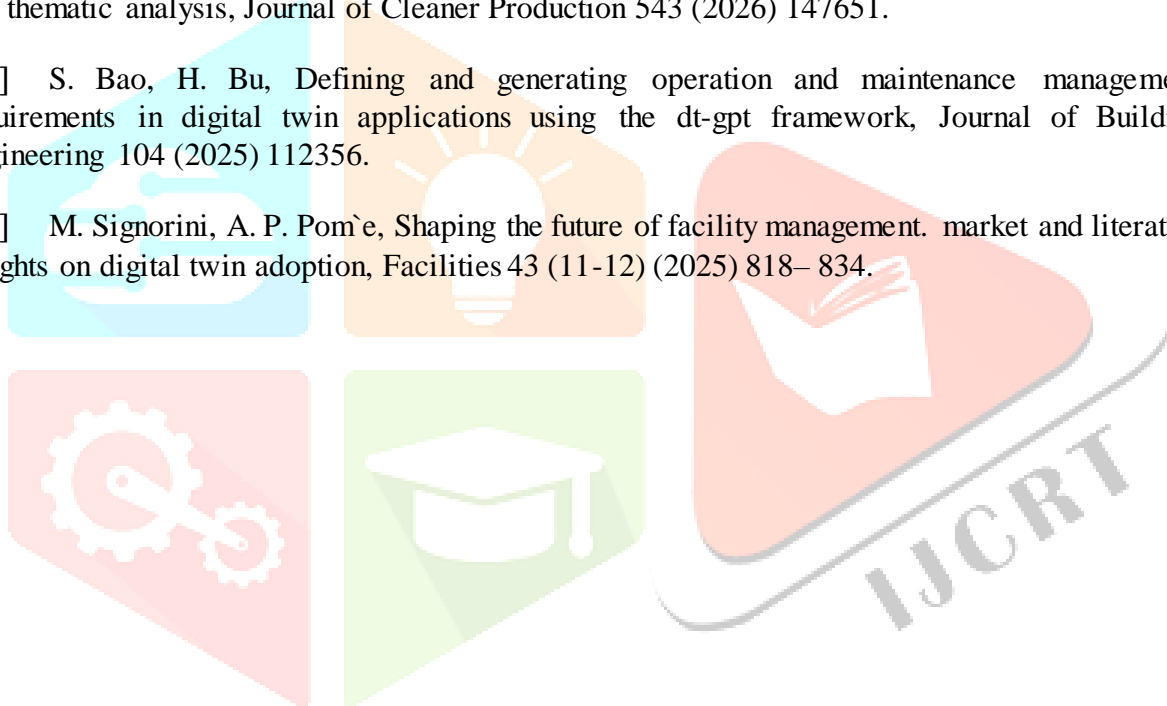 thematic analysis, Journal of Cleaner Production 543 (2026) 147651.
] S. Bao, H. Bu, Defining and generating operation and maintenance manageme
uirements in digital twin applications using the dt-gpt framework, Journal of Build
gineering 104 (2025) 112356.
] M. Signorini, A. P. Pom`e, Shaping the future of facility management. market and literat
ghts on digital twin adoption, Facilities 43 (11-12) (2025) 818– 834.
IJCRT